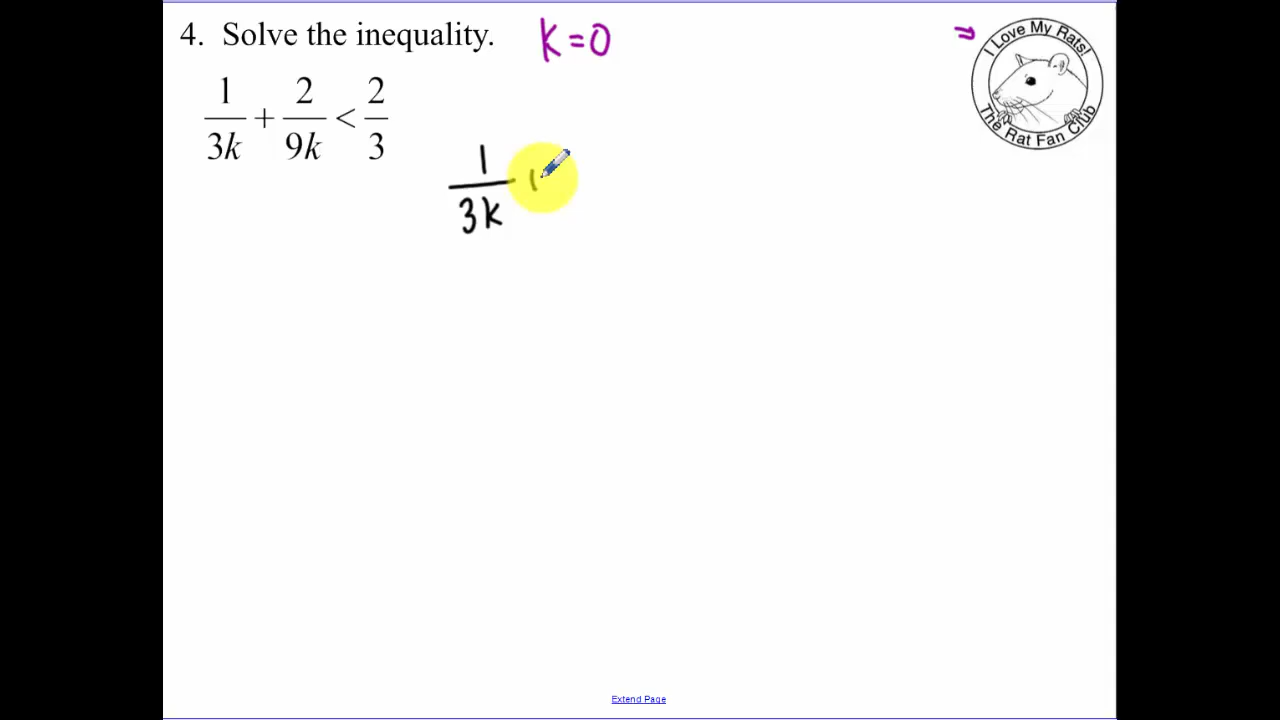 4. Solve the inequality. K=0
1/3k + 2/9k < 2/3
1/3k
I Love My Rats!
The Rat Fan Club
Extend Page